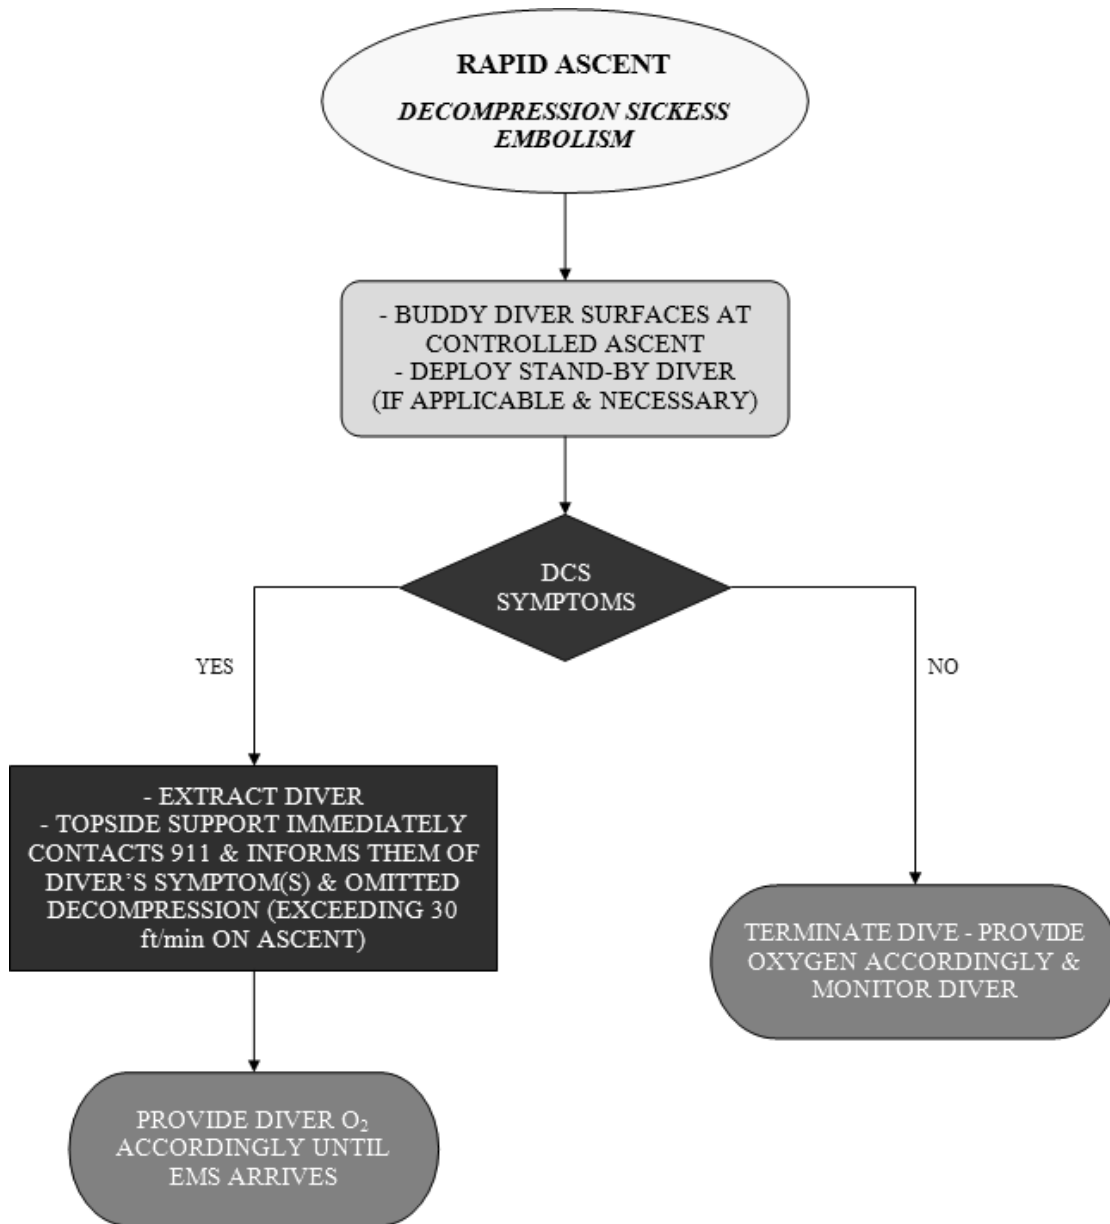 RAPID ASCENT
DECOMPRESSION SICKESS
EMBOLISM
- BUDDY DIVER SURFACES AT
CONTROLLED ASCENT
- DEPLOY STAND-BY DIVER
(IF APPLICABLE & NECESSARY)
DCS
SYMPTOMS
YES
NO
- EXTRACT DIVER
- TOPSIDE SUPPORT IMMEDIATELY
CONTACTS 911 & INFORMS THEM OF
DIVER’S SYMPTOM(S) & OMITTED
DECOMPRESSION (EXCEEDING 30
ft/min ON ASCENT)
TERMINATE DIVE - PROVIDE
OXYGEN ACCORDINGLY &
MONITOR DIVER
PROVIDE DIVER O₂
ACCORDINGLY UNTIL
EMS ARRIVES